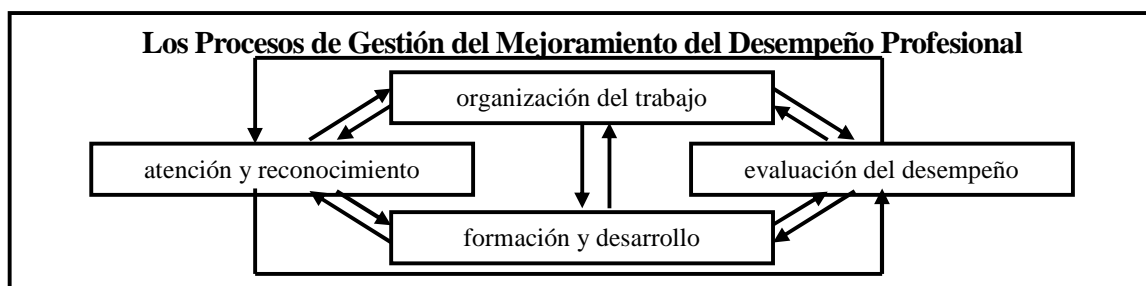 Los Procesos de Gestión del Mejoramiento del Desempeño Profesional
organización del trabajo
atención y reconocimiento
evaluación del desempeño
formación y desarrollo